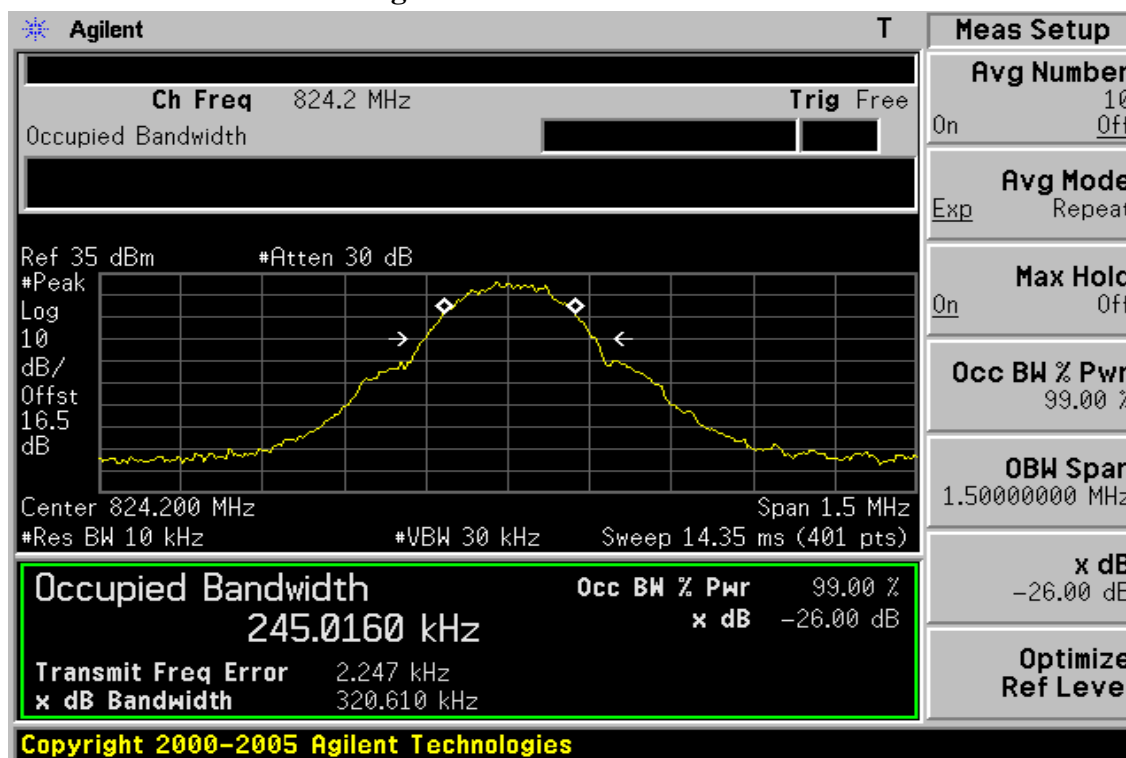 Agilent T
Meas Setup
Avg Number
10
On Off
Ch Freq 824.2 MHz Trig Free
Occupied Bandwidth
Avg Mode
Exp Repeat
Ref 35 dBm #Atten 30 dB
#Peak
Log
10
dB/
Offst
16.5
dB
Max Hold
On Off
Occ BW % Pwr
99.00 %
OBW Span
1.50000000 MHz
Center 824.200 MHz Span 1.5 MHz
#Res BW 10 kHz #VBW 30 kHz Sweep 14.35 ms (401 pts)
x dB
-26.00 dB
Occupied Bandwidth Occ BW % Pwr 99.00 %
245.0160 kHz x dB -26.00 dB
Transmit Freq Error 2.247 kHz
x dB Bandwidth 320.610 kHz
Optimize
Ref Level
Copyright 2000-2005 Agilent Technologies